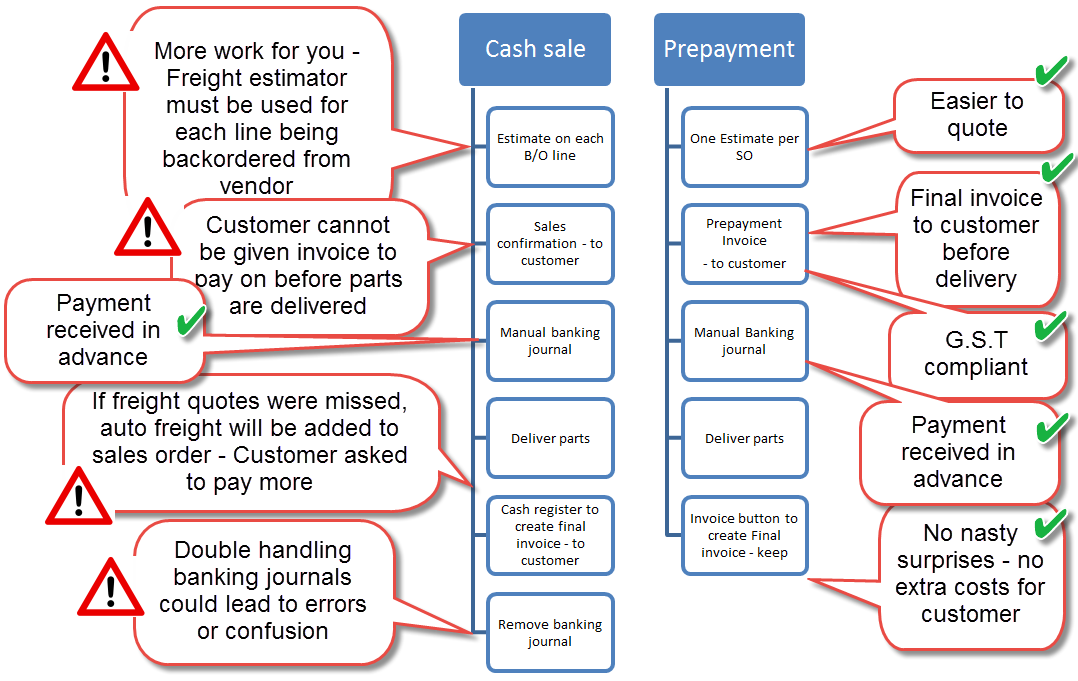 More work for you -
Freight estimator
must be used for
each line being
backordered from
vendor
Customer cannot
be given invoice to
pay on before parts
are delivered
Payment
received in
advance
If freight quotes were missed,
auto freight will be added to
sales order - Customer asked
to pay more
Double handling
banking journals
could lead to errors
or confusion
Cash sale
Estimate on each
B/O line
Sales
confirmation - to
customer
Manual banking
journal
Deliver parts
Cash register to
create final
invoice - to
customer
Remove banking
journal
Prepayment
One Estimate per
SO
Prepayment
Invoice
- to customer
Manual Banking
journal
Deliver parts
Invoice button to
create Final
invoice - keep
Easier to
quote
Final invoice
to customer
before
delivery
G.S.T
compliant
Payment
received in
advance
No nasty
surprises - no
extra costs for
customer